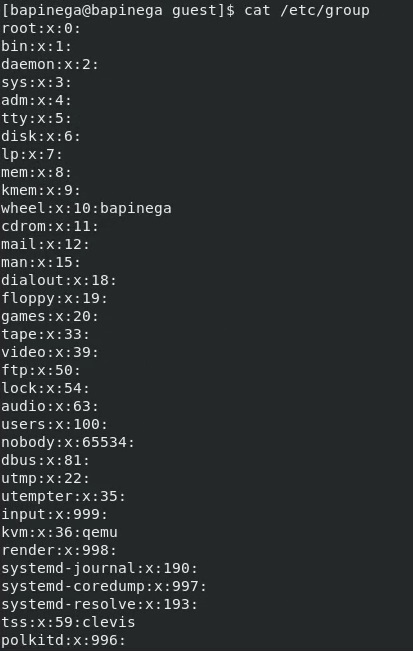 [bapinega@bapinega guest]$ cat /etc/group
root:x:0:
bin:x:1:
daemon:x:2:
sys:x:3:
adm:x:4:
tty:x:5:
disk:x:6:
lp:x:7:
mem:x:8:
kmem:x:9:
wheel:x:10:bapinega
cdrom:x:11:
mail:x:12:
man:x:15:
dialout:x:18:
floppy:x:19:
games:x:20:
tape:x:33:
video:x:39:
ftp:x:50:
lock:x:54:
audio:x:63:
users:x:100:
nobody:x:65534:
dbus:x:81:
utmp:x:22:
utempter:x:35:
input:x:999:
kvm:x:36:qemu
render:x:998:
systemd-journal:x:190:
systemd-coredump:x:997:
systemd-resolve:x:193:
tss:x:59:clevis
polkitd:x:996: